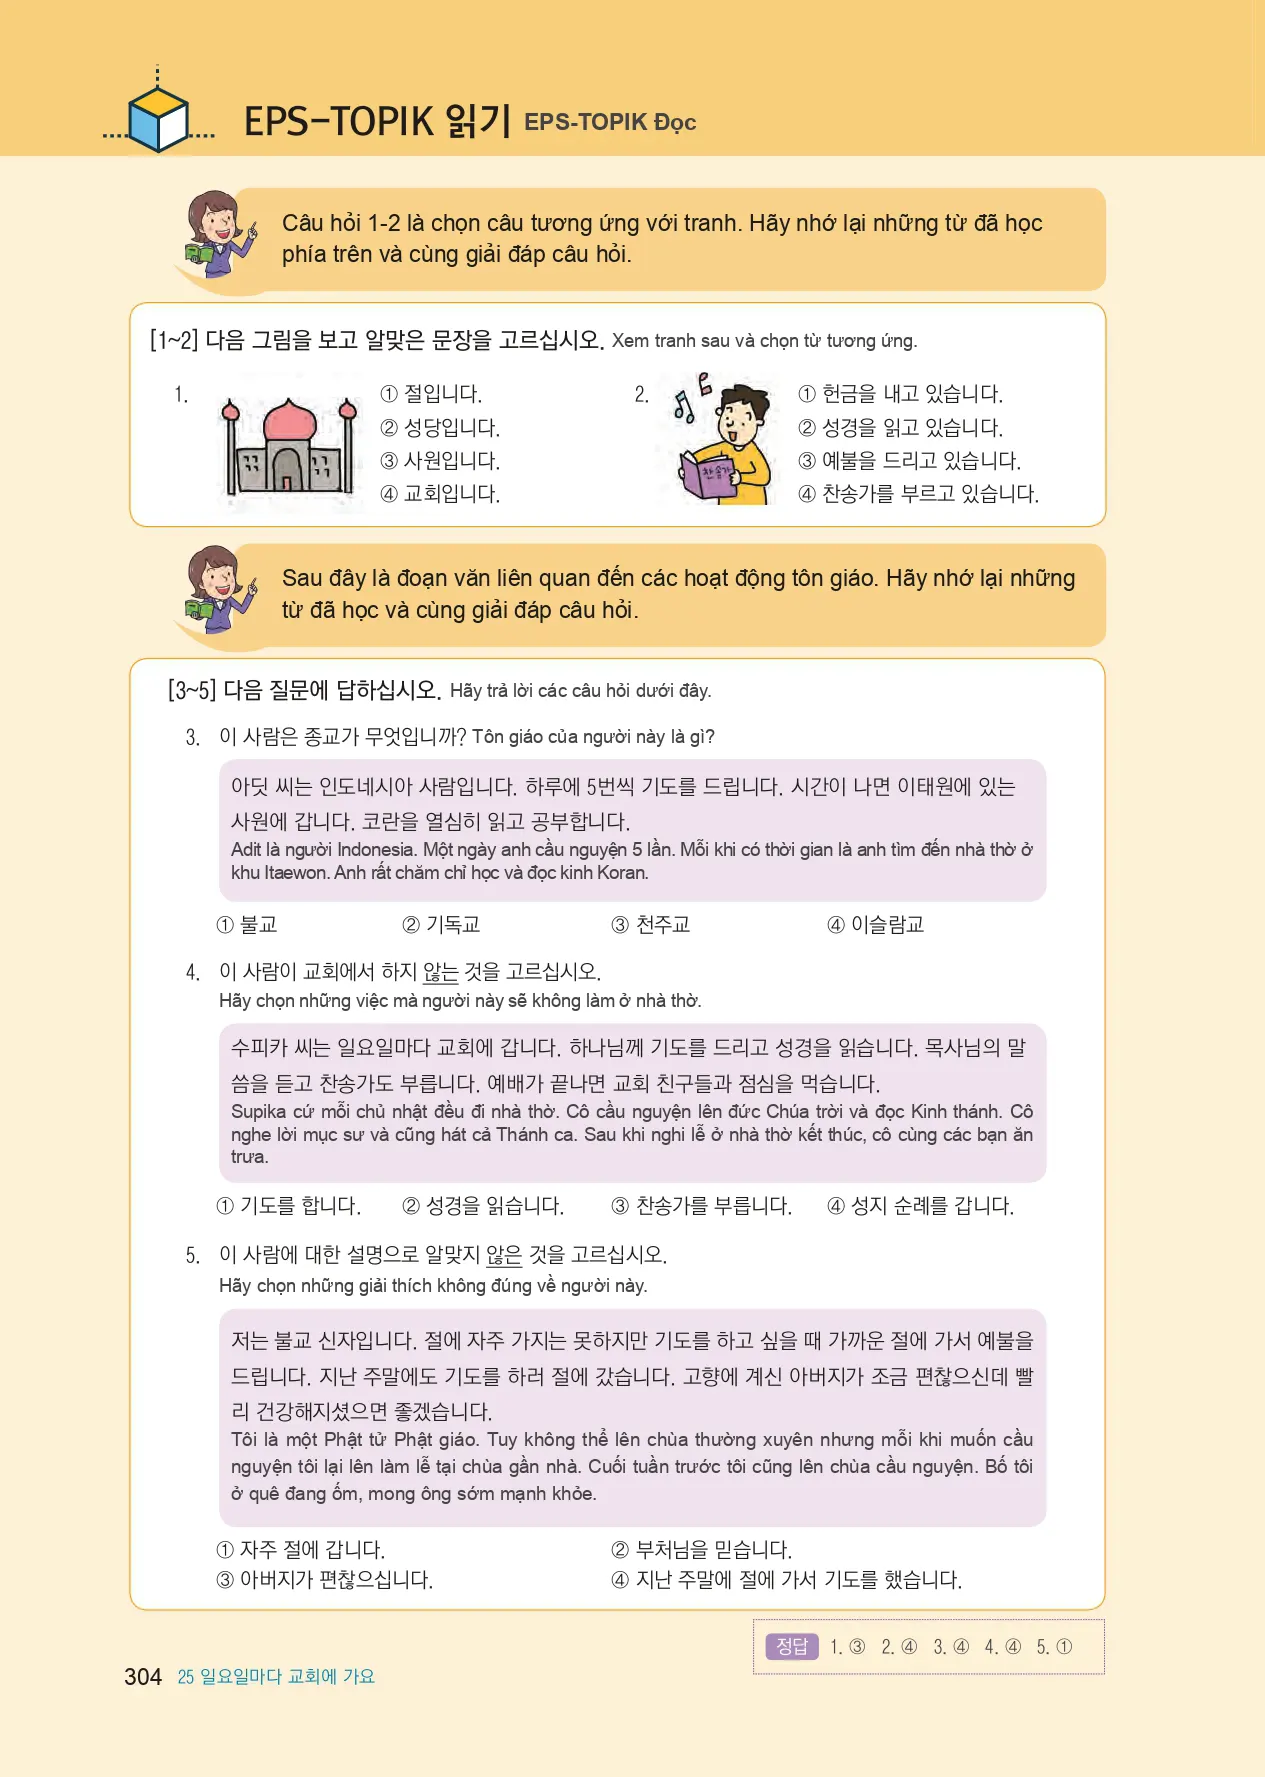 EPS-TOPIK 읽기 EPS-TOPIK Đọc
Câu hỏi 1-2 là chọn câu tương ứng với tranh. Hãy nhớ lại những từ đã học
phía trên và cùng giải đáp câu hỏi.
[1~2] 다음 그림을 보고 알맞은 문장을 고르십시오. Xem tranh sau và chọn từ tương ứng.
1.
① 절입니다.
② 성당입니다.
③ 사원입니다.
④ 교회입니다.
2.
찬송가
① 헌금을 내고 있습니다.
② 성경을 읽고 있습니다.
③ 예불을 드리고 있습니다.
④ 찬송가를 부르고 있습니다.
Sau đây là đoạn văn liên quan đến các hoạt động tôn giáo. Hãy nhớ lại những
từ đã học và cùng giải đáp câu hỏi.
[3~5] 다음 질문에 답하십시오. Hãy trả lời các câu hỏi dưới đây.
3. 이 사람은 종교가 무엇입니까? Tôn giáo của người này là gì?
아딧 씨는 인도네시아 사람입니다. 하루에 5번씩 기도를 드립니다. 시간이 나면 이태원에 있는
사원에 갑니다. 코란을 열심히 읽고 공부합니다.
Adit là người Indonesia. Một ngày anh cầu nguyện 5 lần. Mỗi khi có thời gian là anh tìm đến nhà thờ ở
khu Itaewon. Anh rất chăm chỉ học và đọc kinh Koran.
① 불교 ② 기독교 ③ 천주교 ④ 이슬람교
4. 이 사람이 교회에서 하지 않는 것을 고르십시오.
Hãy chọn những việc mà người này sẽ không làm ở nhà thờ.
수피카 씨는 일요일마다 교회에 갑니다. 하나님께 기도를 드리고 성경을 읽습니다. 목사님의 말
씀을 듣고 찬송가도 부릅니다. 예배가 끝나면 교회 친구들과 점심을 먹습니다.
Supika cứ mỗi chủ nhật đều đi nhà thờ. Cô cầu nguyện lên đức Chúa trời và đọc Kinh thánh. Cô
nghe lời mục sư và cũng hát cả Thánh ca. Sau khi nghi lễ ở nhà thờ kết thúc, cô cùng các bạn ăn
trưa.
① 기도를 합니다. ② 성경을 읽습니다. ③ 찬송가를 부릅니다. ④ 성지 순례를 갑니다.
5. 이 사람에 대한 설명으로 알맞지 않은 것을 고르십시오.
Hãy chọn những giải thích không đúng về người này.
저는 불교 신자입니다. 절에 자주 가지는 못하지만 기도를 하고 싶을 때 가까운 절에 가서 예불을
드립니다. 지난 주말에도 기도를 하러 절에 갔습니다. 고향에 계신 아버지가 조금 편찮으신데 빨
리 건강해지셨으면 좋겠습니다.
Tôi là một Phật tử Phật giáo. Tuy không thể lên chùa thường xuyên nhưng mỗi khi muốn cầu
nguyện tôi lại lên làm lễ tại chùa gần nhà. Cuối tuần trước tôi cũng lên chùa cầu nguyện. Bố tôi
ở quê đang ốm, mong ông sớm mạnh khỏe.
① 자주 절에 갑니다. ② 부처님을 믿습니다.
③ 아버지가 편찮으십니다. ④ 지난 주말에 절에 가서 기도를 했습니다.
정답 1. ③ 2. ④ 3. ④ 4. ④ 5. ①
304 25 일요일마다 교회에 가요